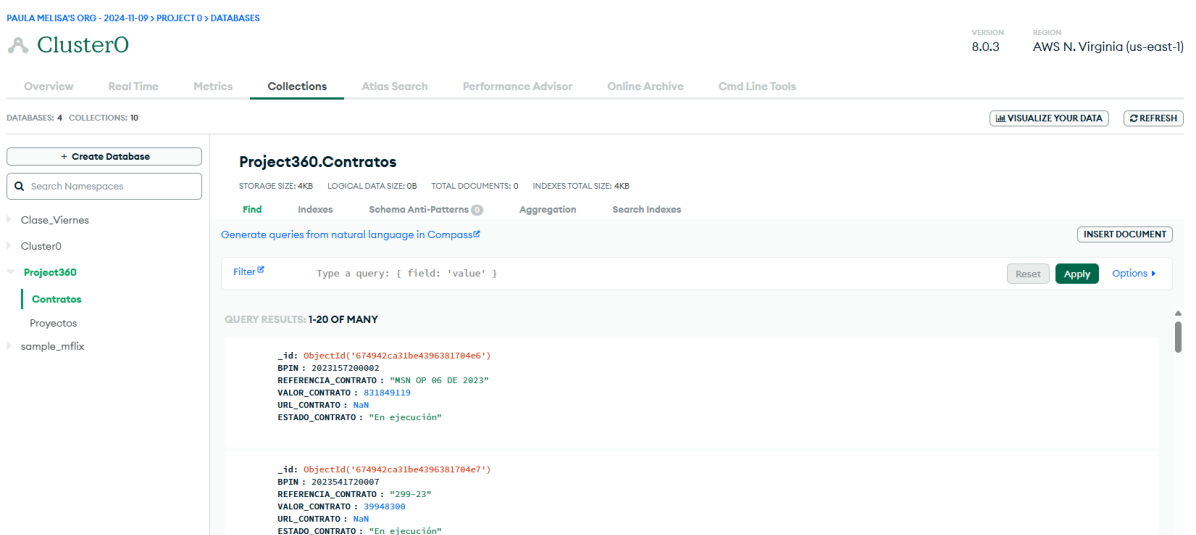 PAULA MELISA'S ORG - 2024-11-09 > PROJECT 0 > DATABASES
Cluster0
VERSION
8.0.3
REGION
AWS N. Virginia (us-east-1)
Overview Real Time Metrics Collections Atlas Search Performance Advisor Online Archive Cmd Line Tools
DATABASES: 4 COLLECTIONS: 10
VISUALIZE YOUR DATA
REFRESH
+ Create Database
Search Namespaces
Clase_Viernes
Cluster0
Project360
Contratos
Proyectos
sample_mflix
Project360.Contratos
STORAGE SIZE: 4KB LOGICAL DATA SIZE: 0B TOTAL DOCUMENTS: 0 INDEXES TOTAL SIZE: 4KB
Find Indexes Schema Anti-Patterns 0 Aggregation Search Indexes
Generate queries from natural language in Compass
INSERT DOCUMENT
Filter
Type a query: { field: 'value' }
Reset
Apply
Options
QUERY RESULTS: 1-20 OF MANY
_id: ObjectId('674942ca31be4396381704e6')
BPIN : 2023157200002
REFERENCIA_CONTRATO : "MSN OP 06 DE 2023"
VALOR_CONTRATO : 831849119
URL_CONTRATO : NaN
ESTADO_CONTRATO : "En ejecución"
_id: ObjectId('674942ca31be4396381704e7')
BPIN : 2023541720007
REFERENCIA_CONTRATO : "299-23"
VALOR_CONTRATO : 39948300
URL_CONTRATO : NaN
ESTADO_CONTRATO : "En ejecución"